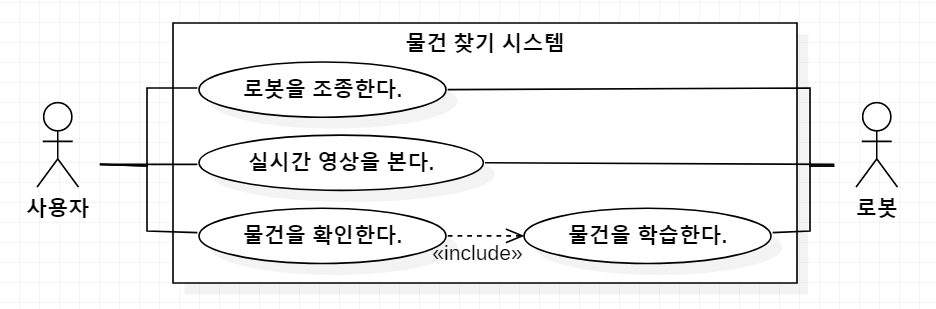 물건 찾기 시스템
로봇을 조종한다.
실시간 영상을 본다.
사용자
로봇
물건을 확인한다.
물건을 학습한다.
«include»